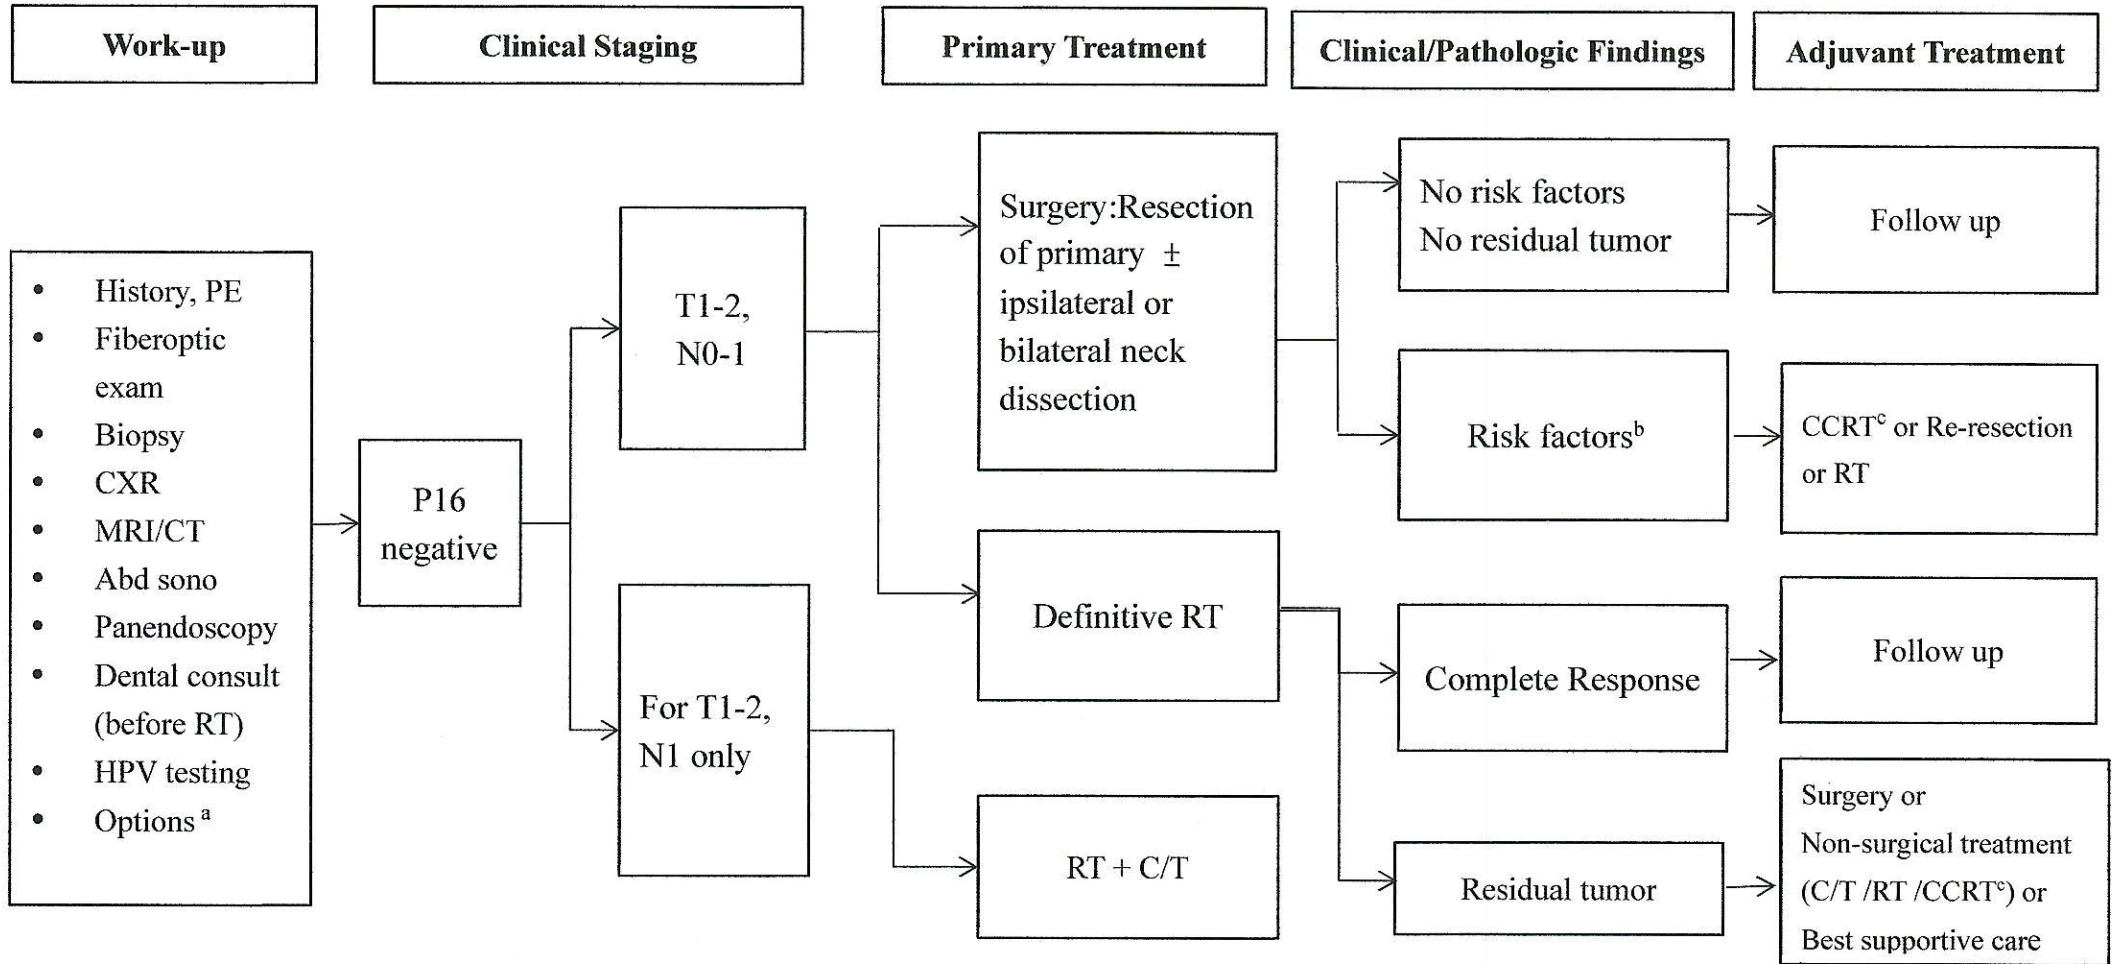 Work-up
Clinical Staging
Primary Treatment
Clinical/Pathologic Findings
Adjuvant Treatment
• History, PE
• Fiberoptic
exam
• Biopsy
• CXR
• MRI/CT
• Abd sono
• Panendoscopy
• Dental consult
(before RT)
• HPV testing
• Options a
P16
negative
T1-2,
N0-1
For T1-2,
N1 only
Surgery:Resection
of primary ±
ipsilateral or
bilateral neck
dissection
Definitive RT
RT + C/T
No risk factors
No residual tumor
Risk factorsb
Complete Response
Residual tumor
Follow up
CCRTc or Re-resection
or RT
Follow up
Surgery or
Non-surgical treatment
(C/T /RT /CCRTc) or
Best supportive care